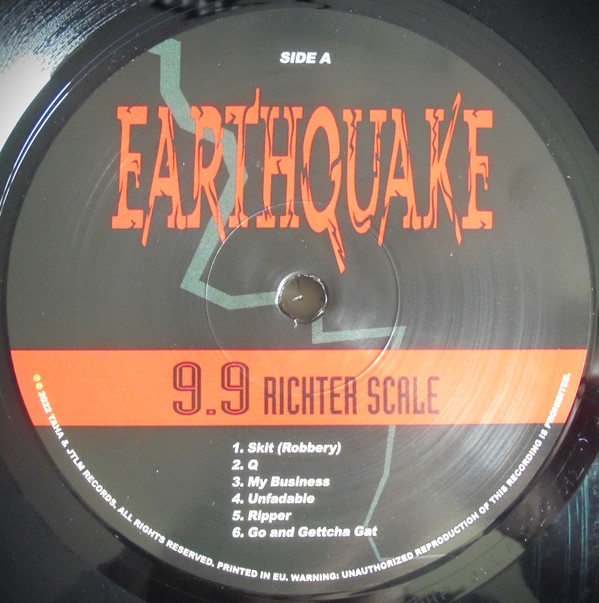 SIDE A
EARTHQUAKE
9.9 RICHTER SCALE
1. Skit (Robbery)
2. Q
3. My Business
4. Unfadable
5. Ripper
6. Go and Gettcha Gat
℗ © 2022 TAHA & JTLM RECORDS. ALL RIGHTS RESERVED. PRINTED IN EU. WARNING: UNAUTHORIZED REPRODUCTION OF THIS RECORDING IS PROHIBITED.